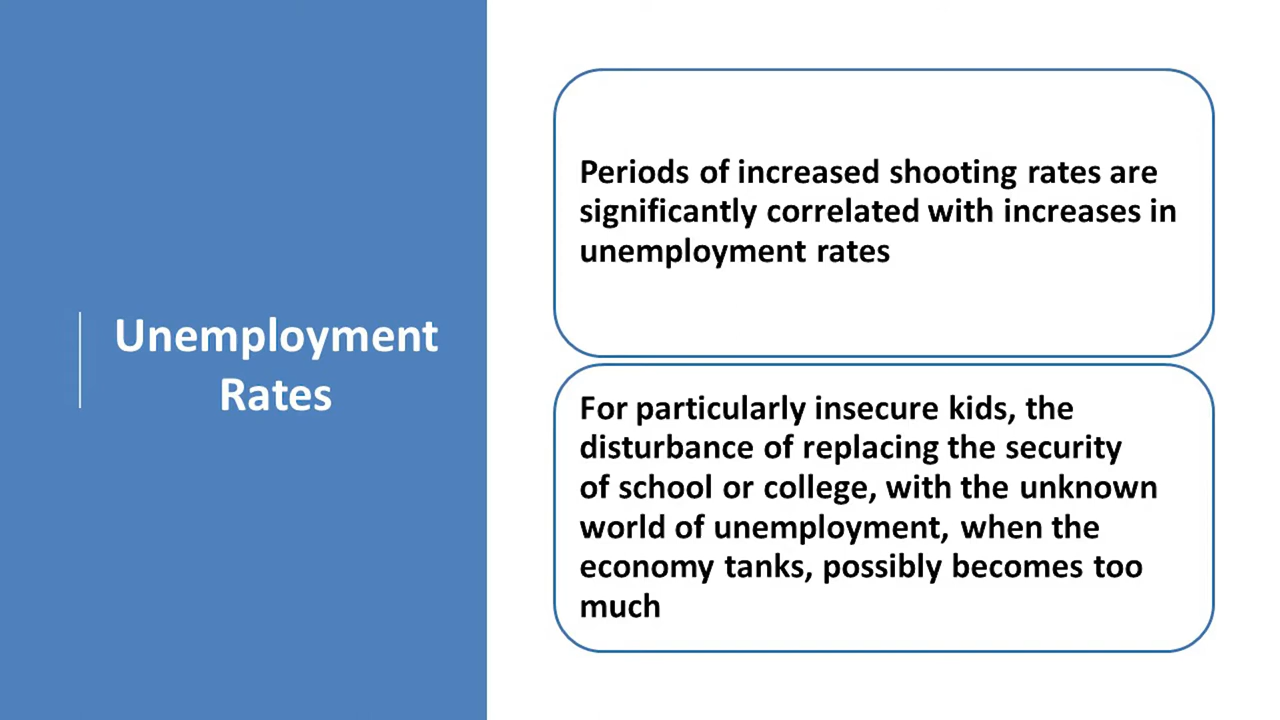 Unemployment
Rates
Periods of increased shooting rates are
significantly correlated with increases in
unemployment rates
For particularly insecure kids, the
disturbance of replacing the security
of school or college, with the unknown
world of unemployment, when the
economy tanks, possibly becomes too
much